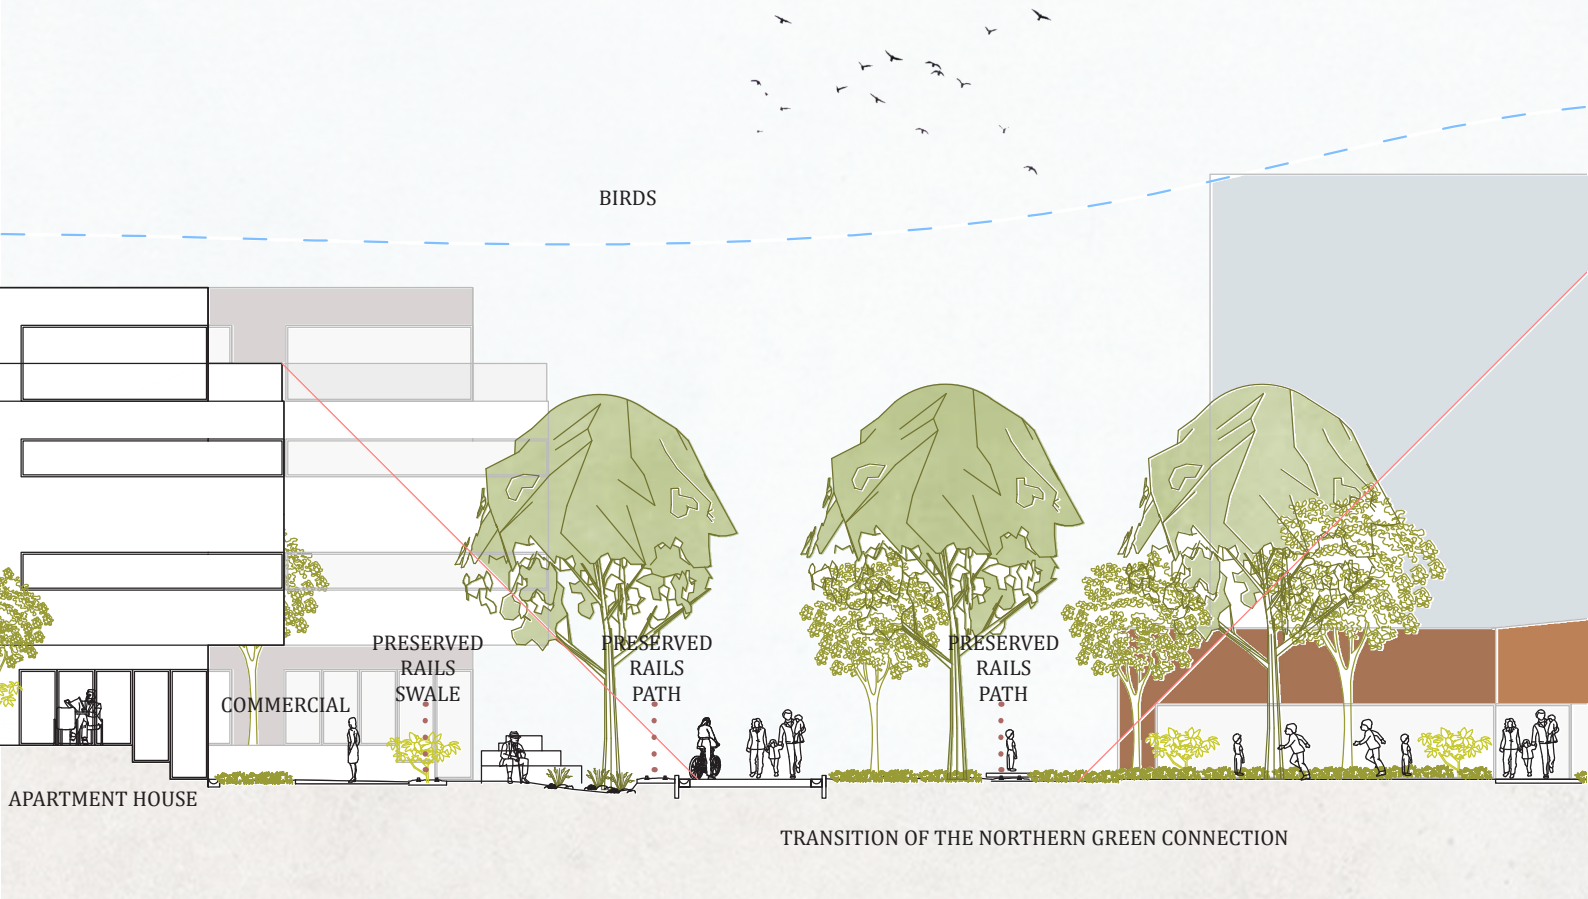 BIRDS
PRESERVED
RAILS
SWALE
PRESERVED
RAILS
PATH
PRESERVED
RAILS
PATH
COMMERCIAL
APARTMENT HOUSE
TRANSITION OF THE NORTHERN GREEN CONNECTION